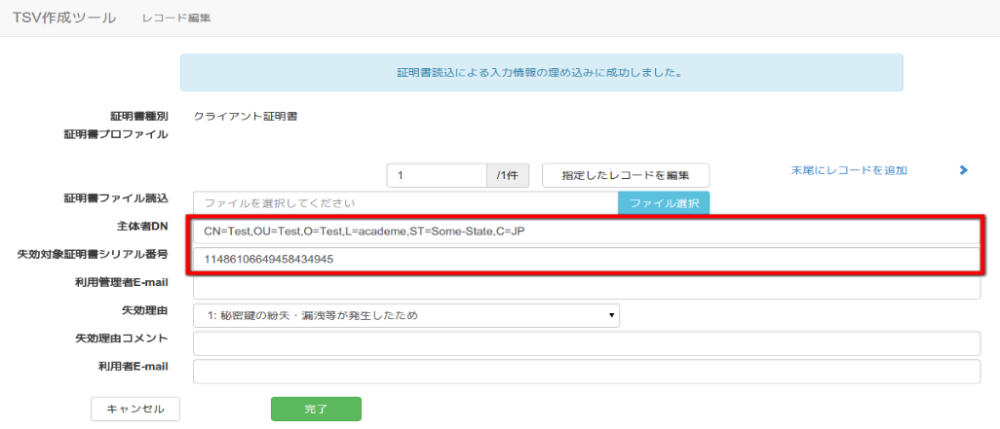 TSV作成ツール レコード編集
証明書読込による入力情報の埋め込みに成功しました。
証明書種別 クライアント証明書
証明書プロファイル
1 /1件 指定したレコードを編集 末尾にレコードを追加
証明書ファイル読込 ファイルを選択してください ファイル選択
主体者DN CN=Test,OU=Test,O=Test,L=academe,ST=Some-State,C=JP
失効対象証明書シリアル番号 11486106649458434945
利用管理者E-mail
失効理由 1: 秘密鍵の紛失・漏洩等が発生したため
失効理由コメント
利用者E-mail
キャンセル 完了